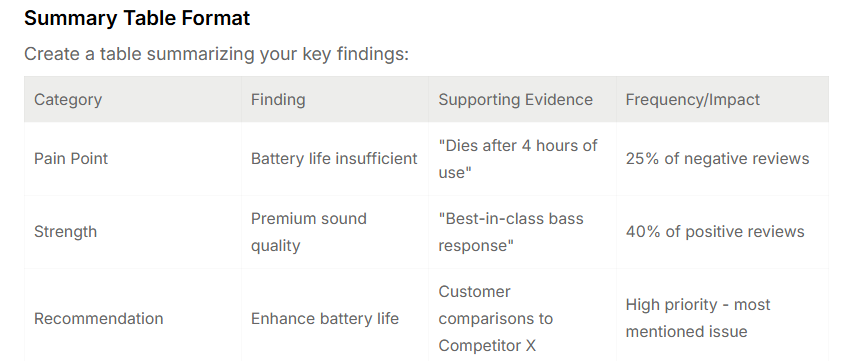 Summary Table Format
Create a table summarizing your key findings:
Category Finding Supporting Evidence Frequency/Impact
Pain Point Battery life insufficient "Dies after 4 hours of
use" 25% of negative reviews
Strength Premium sound
quality "Best-in-class bass
response" 40% of positive reviews
Recommendation Enhance battery life Customer
comparisons to
Competitor X High priority - most
mentioned issue